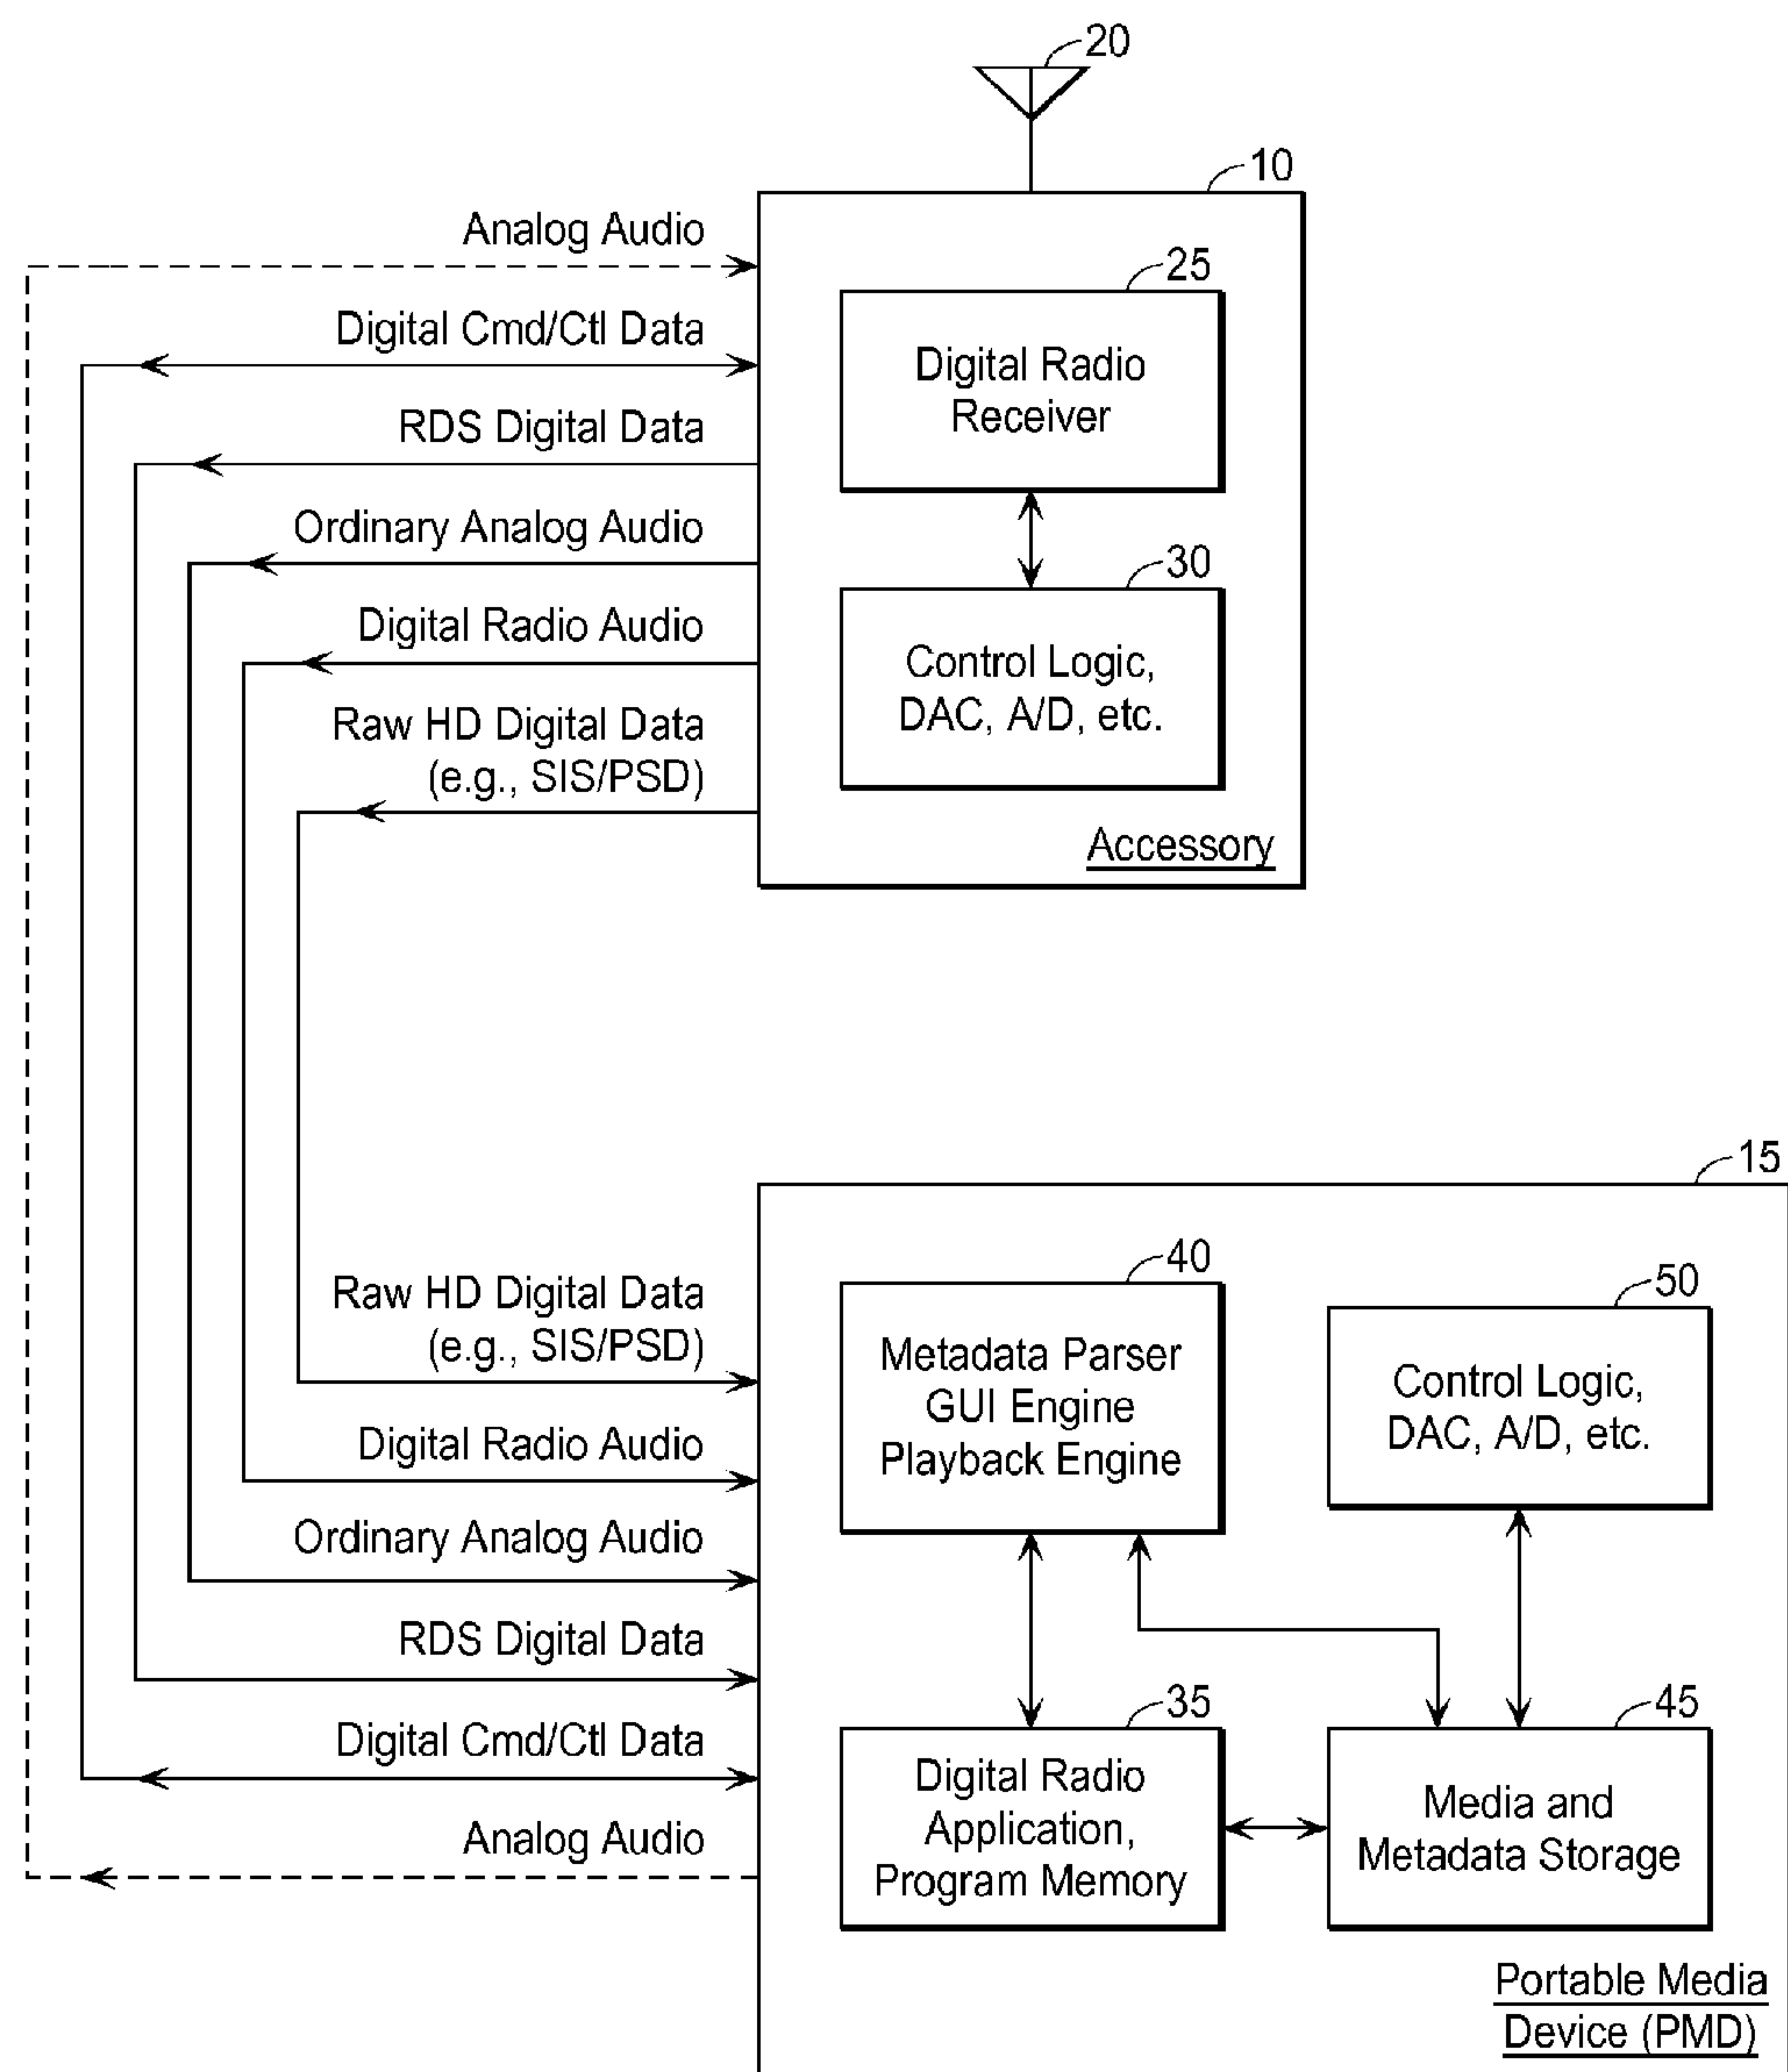 20
10
Analog Audio
25
Digital Cmd/Ctl Data
Digital Radio
Receiver
RDS Digital Data
Ordinary Analog Audio
30
Digital Radio Audio
Control Logic,
DAC, A/D, etc.
Raw HD Digital Data
(e.g., SIS/PSD)
Accessory
15
40
50
Raw HD Digital Data
(e.g., SIS/PSD)
Metadata Parser
GUI Engine
Playback Engine
Control Logic,
DAC, A/D, etc.
Digital Radio Audio
Ordinary Analog Audio
RDS Digital Data
35
45
Digital Cmd/Ctl Data
Digital Radio
Application,
Program Memory
Media and
Metadata Storage
Analog Audio
Portable Media
Device (PMD)